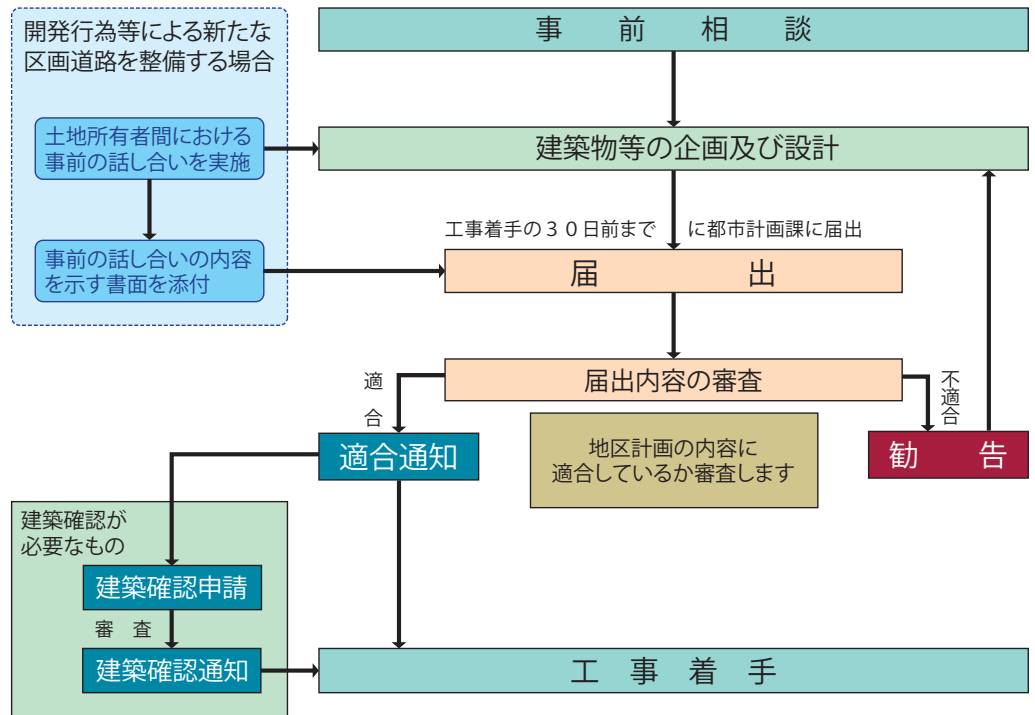 開発行為等による新たな
区画道路を整備する場合
土地所有者間における
事前の話し合いを実施
事前の話し合いの内容
を示す書面を添付
事前相談
建築物等の企画及び設計
工事着手の30日前まで に都市計画課に届出
届出
届出内容の審査
適合
不適合
地区計画の内容に
適合しているか審査します
適合通知
勧告
建築確認が
必要なもの
建築確認申請
審査
建築確認通知
工事着手